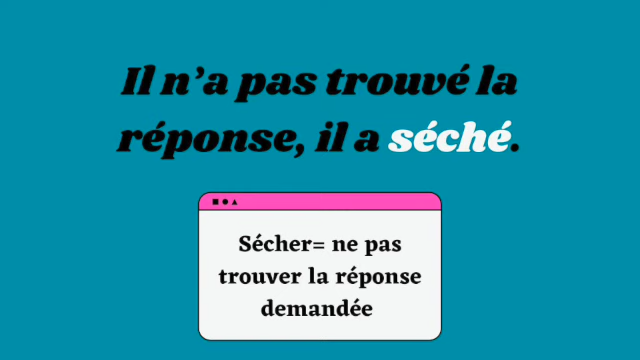 Il n’a pas trouvé la
réponse, il a séché.
Sécher= ne pas
trouver la réponse
demandée